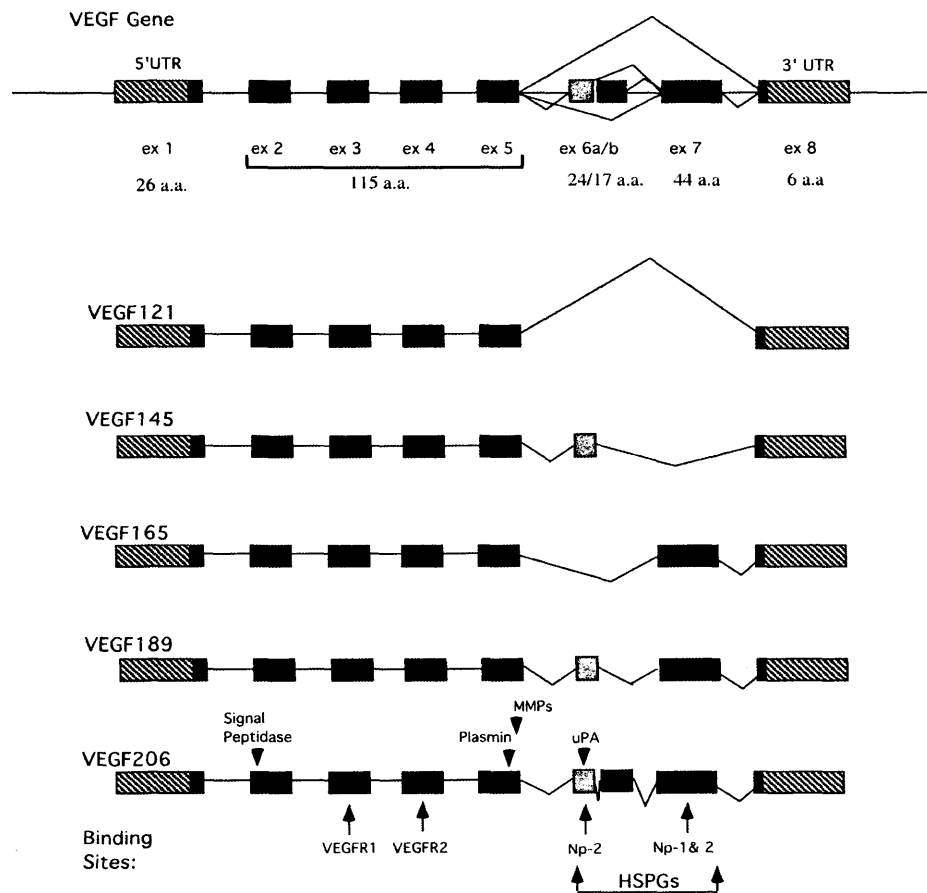 VEGF Gene
5'UTR
3' UTR
ex 1
ex 2
ex 3
ex 4
ex 5
ex 6a/b
ex 7
ex 8
26 a.a.
115 a.a.
24/17 a.a.
44 a.a
6 a.a
VEGF121
VEGF145
VEGF165
VEGF189
Signal
Peptidase
Plasmin
MMPs
uPA
VEGF206
Binding
Sites:
VEGFR1
VEGFR2
Np-2
Np-1& 2
HSPGs